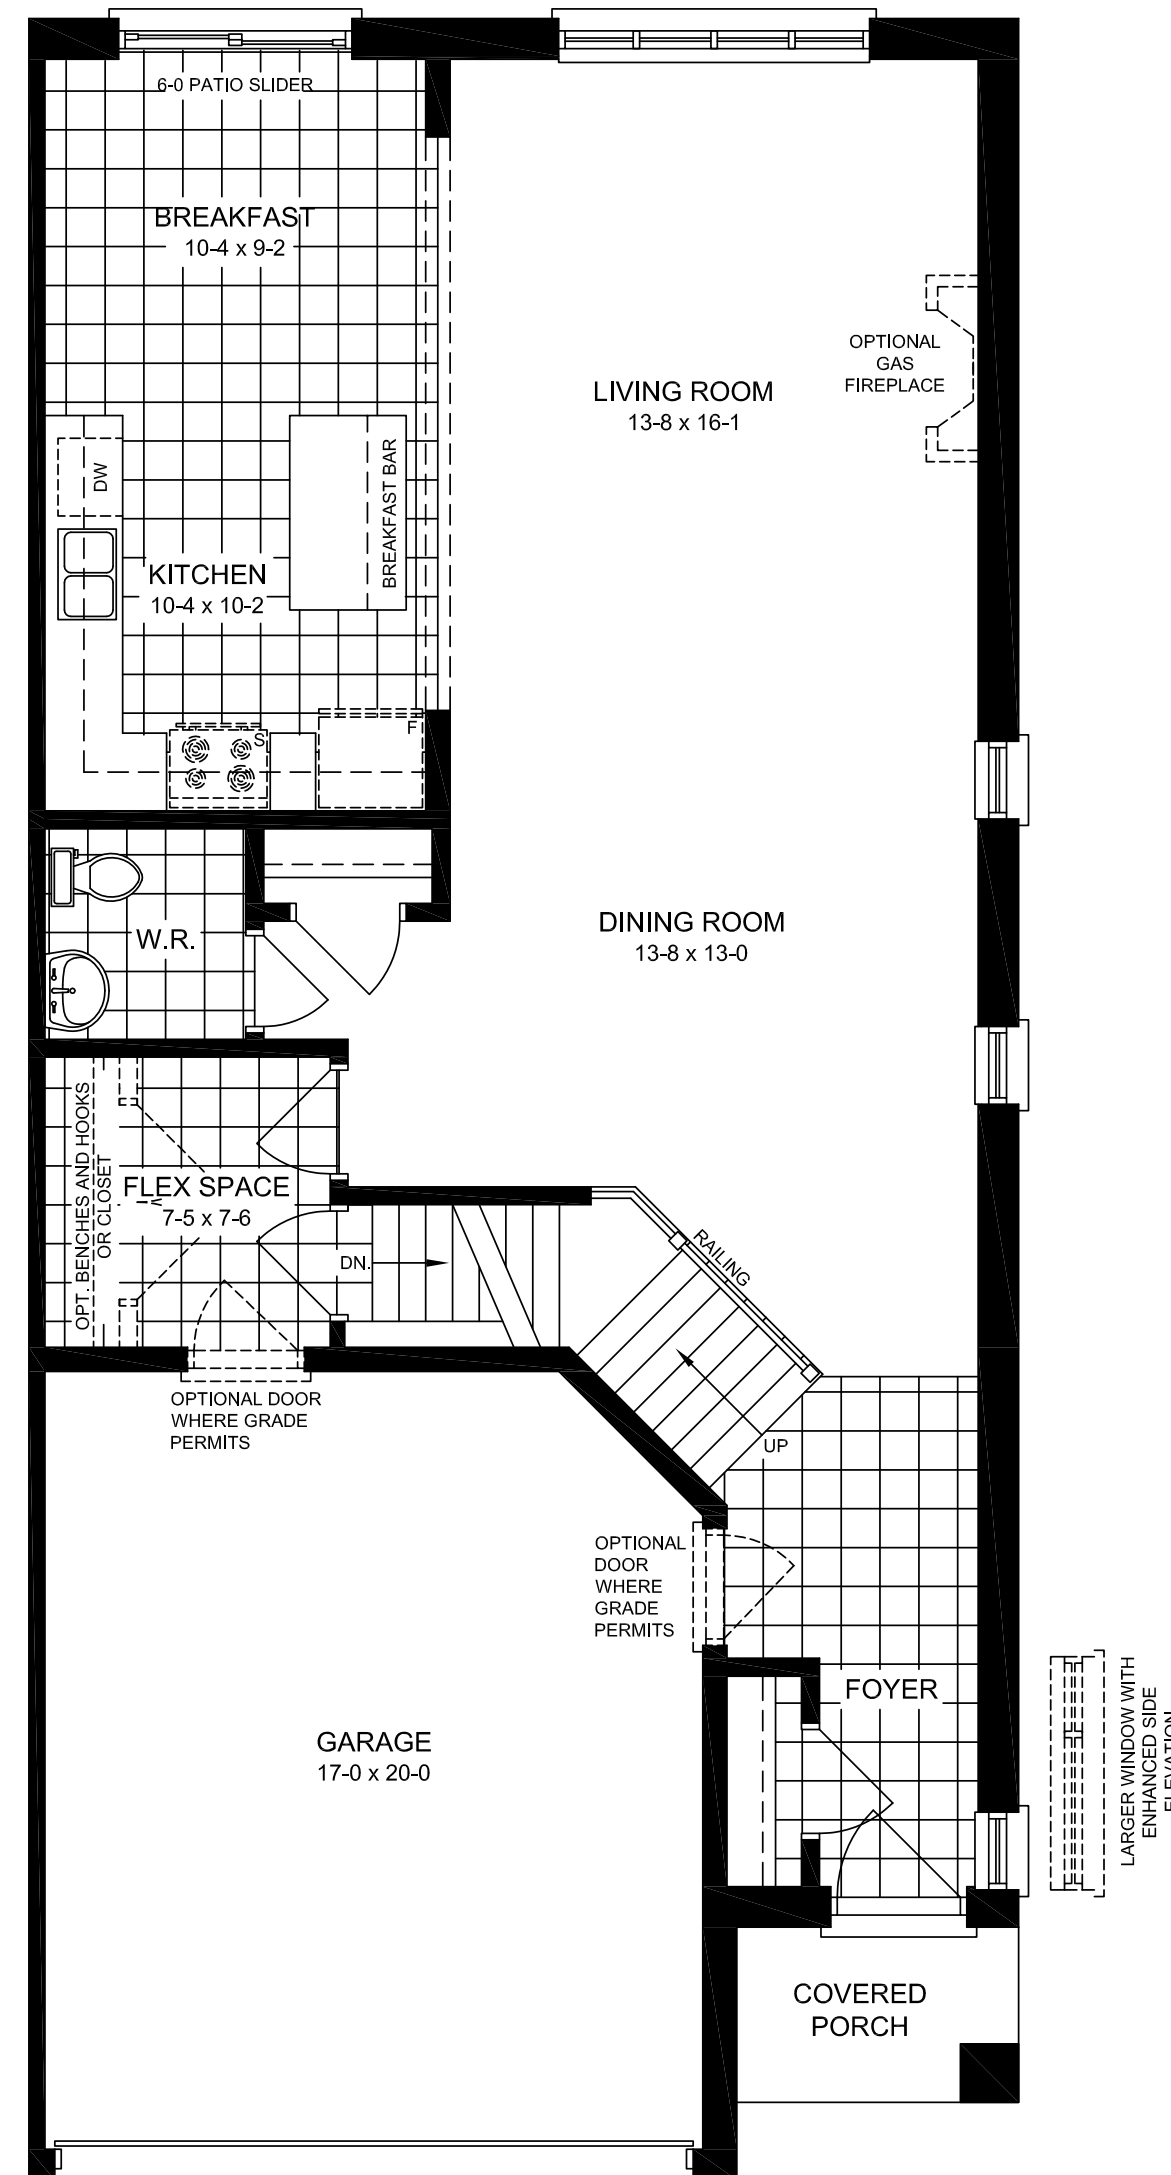 6-0 PATIO SLIDER
BREAKFAST
10-4 x 9-2
OPTIONAL
GAS
FIREPLACE
LIVING ROOM
13-8 x 16-1
DW
BREAKFAST BAR
KITCHEN
10-4 x 10-2
S
F
DINING ROOM
13-8 x 13-0
W.R.
OPT. BENCHES AND HOOKS
OR CLOSET
FLEX SPACE
7-5 x 7-6
DN.
RAILING
UP
OPTIONAL DOOR
WHERE GRADE
PERMITS
OPTIONAL
DOOR
WHERE
GRADE
PERMITS
FOYER
LARGER WINDOW WITH
ENHANCED SIDE
ELEVATION
GARAGE
17-0 x 20-0
COVERED
PORCH